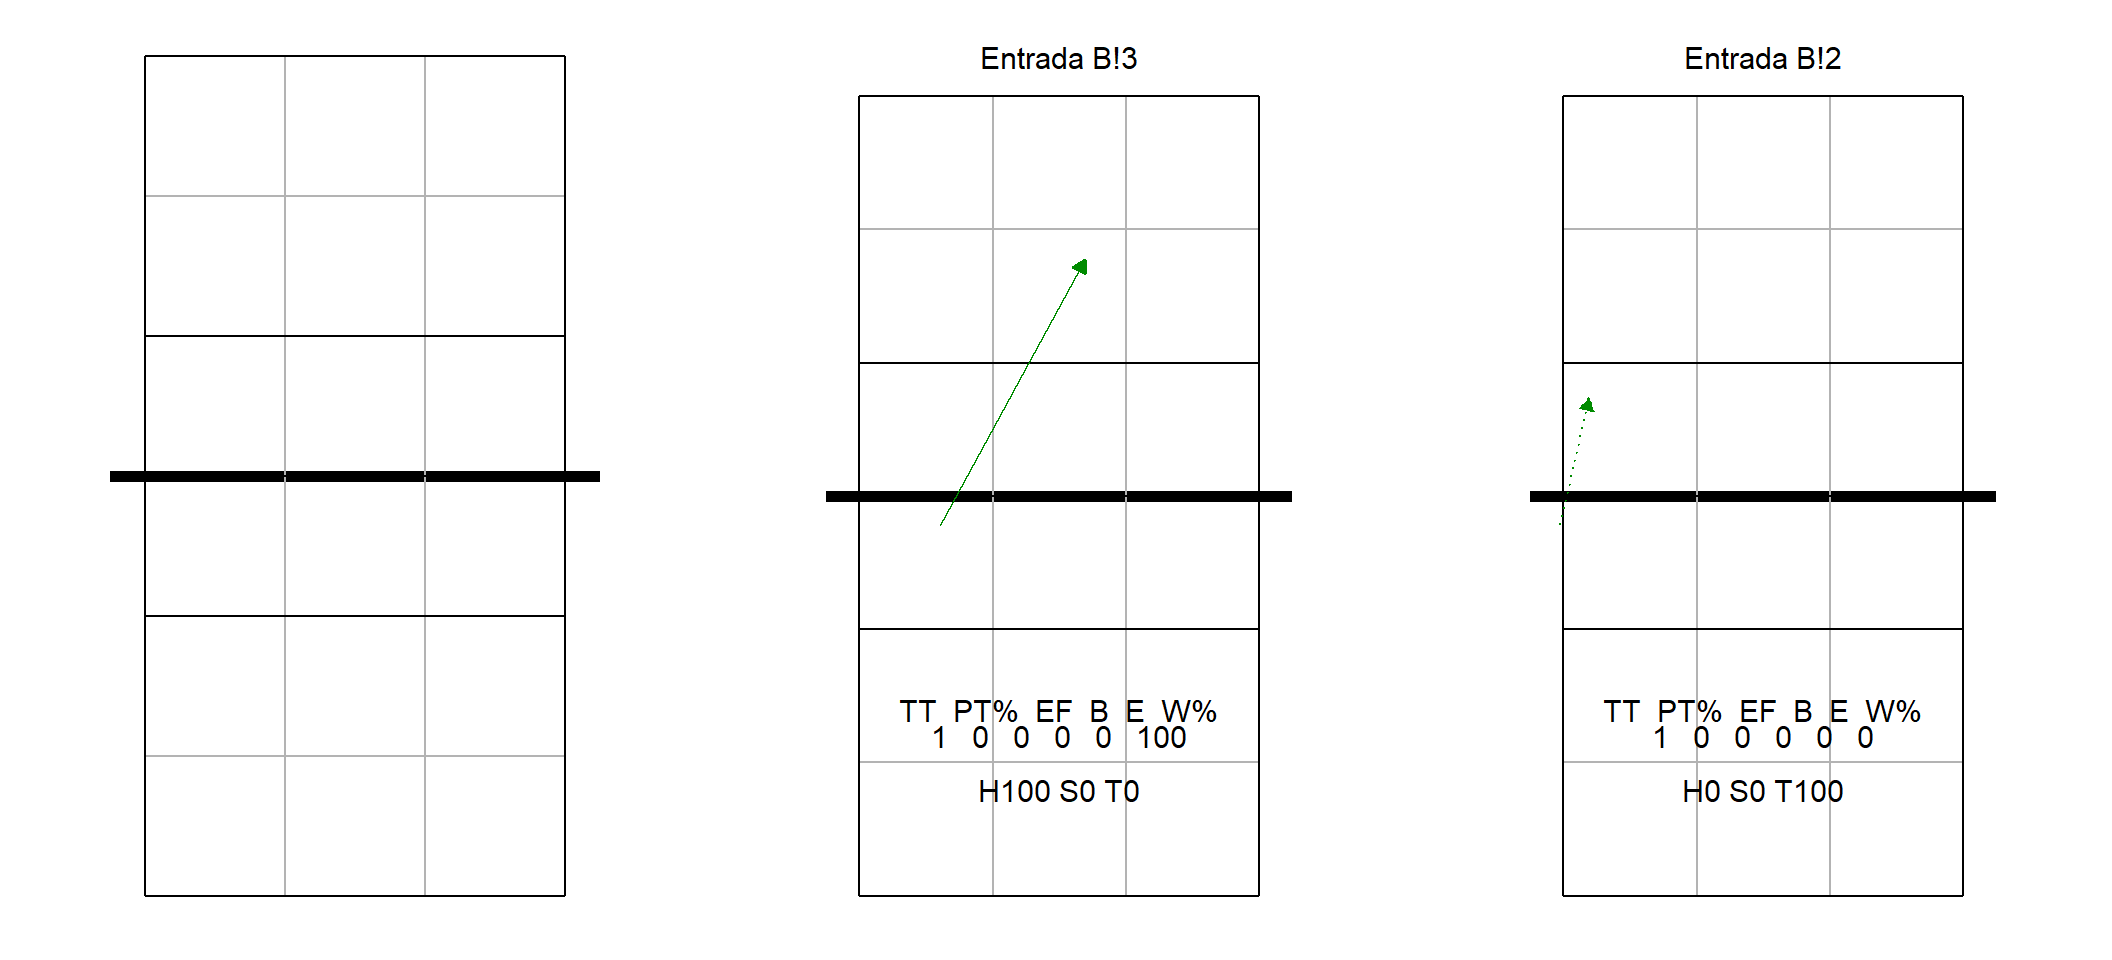 Entrada B!3
TT PT% EF B E W%
1 0 0 0 0 100
H100 S0 T0
Entrada B!2
TT PT% EF B E W%
1 0 0 0 0 0
H0 S0 T100